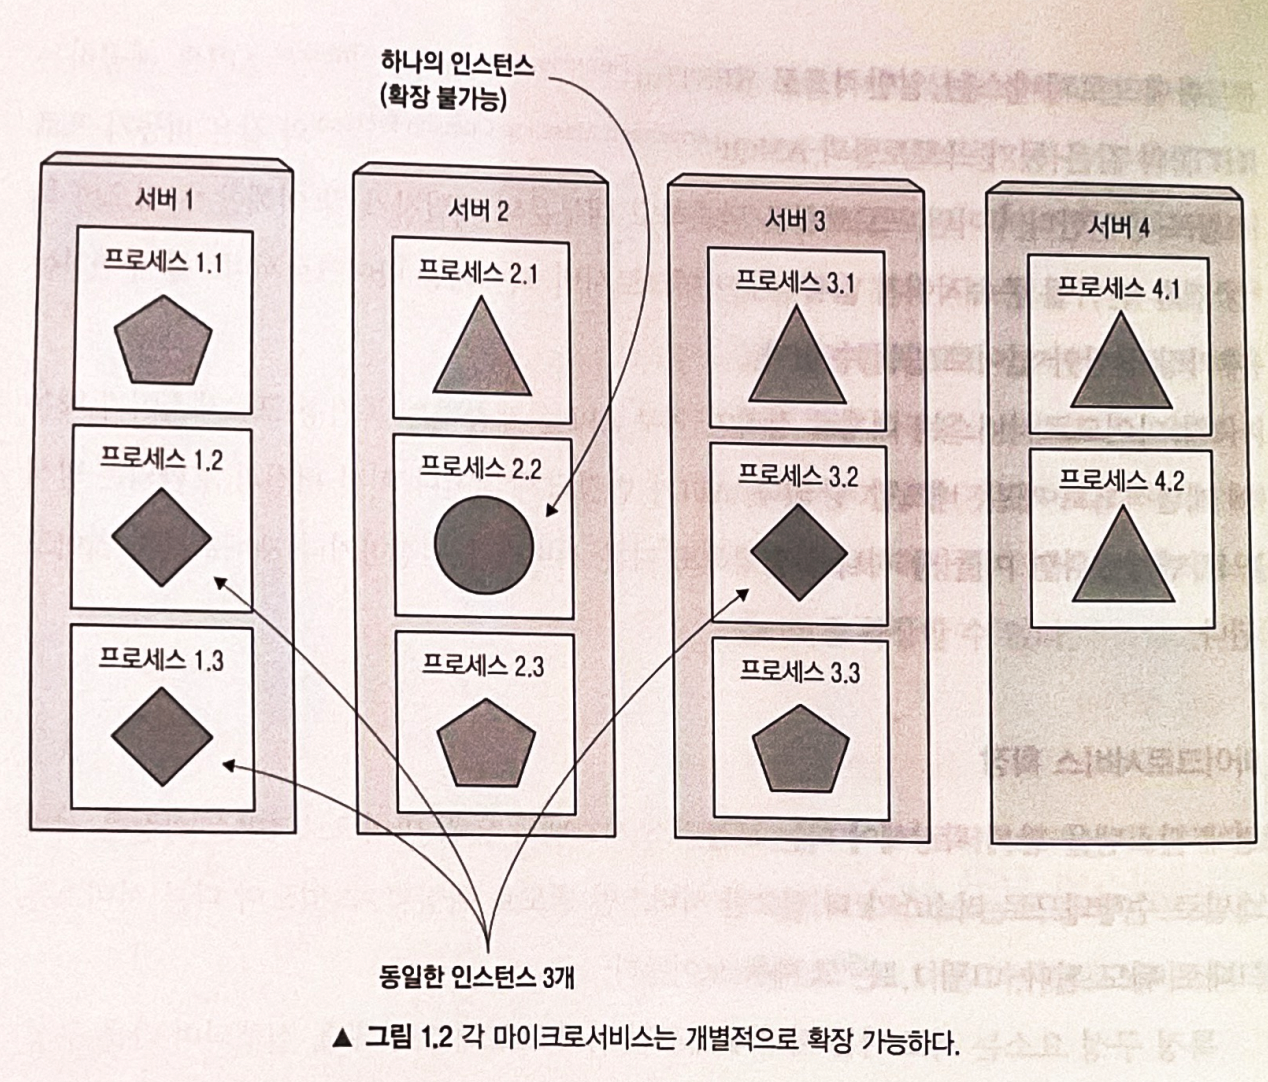 하나의 인스턴스
(확장 불가능)
서버 1
프로세스 1.1
프로세스 1.2
프로세스 1.3
서버 2
프로세스 2.1
프로세스 2.2
프로세스 2.3
서버 3
프로세스 3.1
프로세스 3.2
프로세스 3.3
서버 4
프로세스 4.1
프로세스 4.2
동일한 인스턴스 3개
▲ 그림 1.2 각 마이크로서비스는 개별적으로 확장 가능하다.